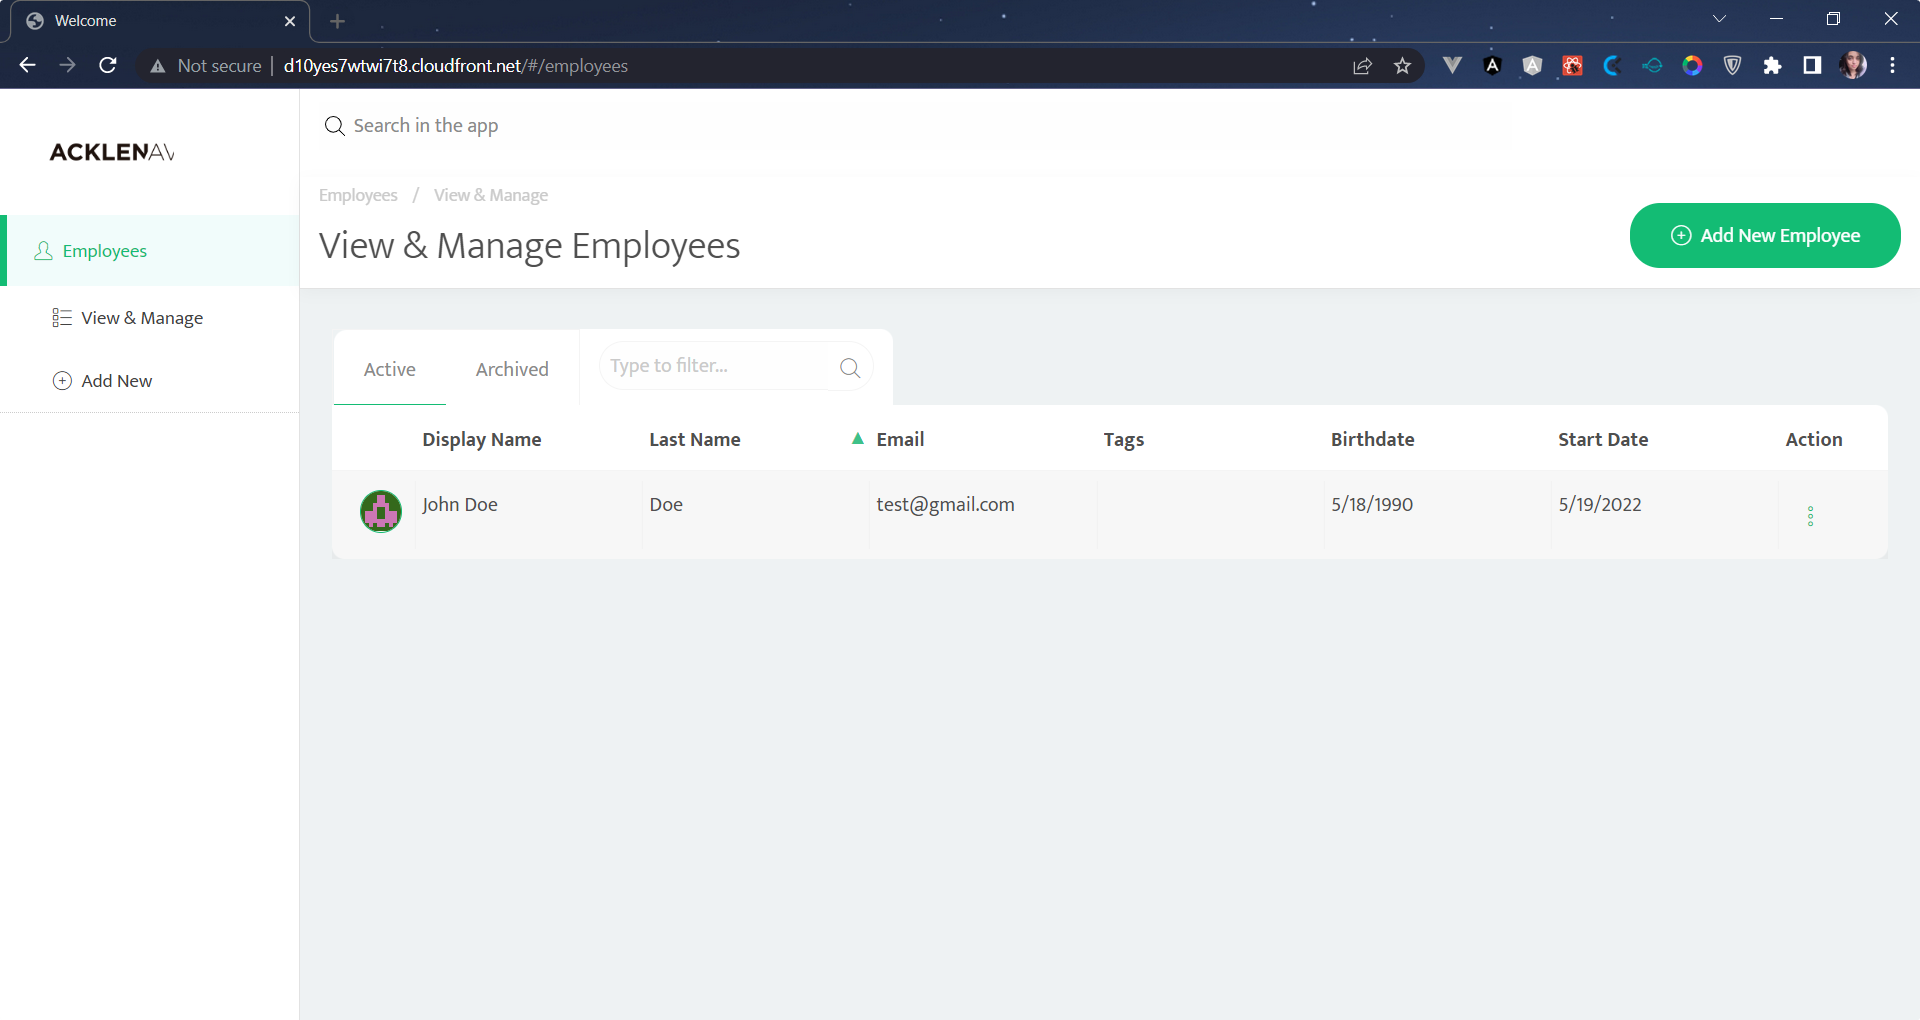 Welcome
Not secure | d10yes7wtwi7t8.cloudfront.net/#/employees
Search in the app
ACKLENAV
Employees / View & Manage
View & Manage Employees
Add New Employee
Employees
View & Manage
Add New
Active Archived Type to filter...
Display Name Last Name Email Tags Birthdate Start Date Action
John Doe Doe test@gmail.com 5/18/1990 5/19/2022